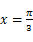 x = π/3